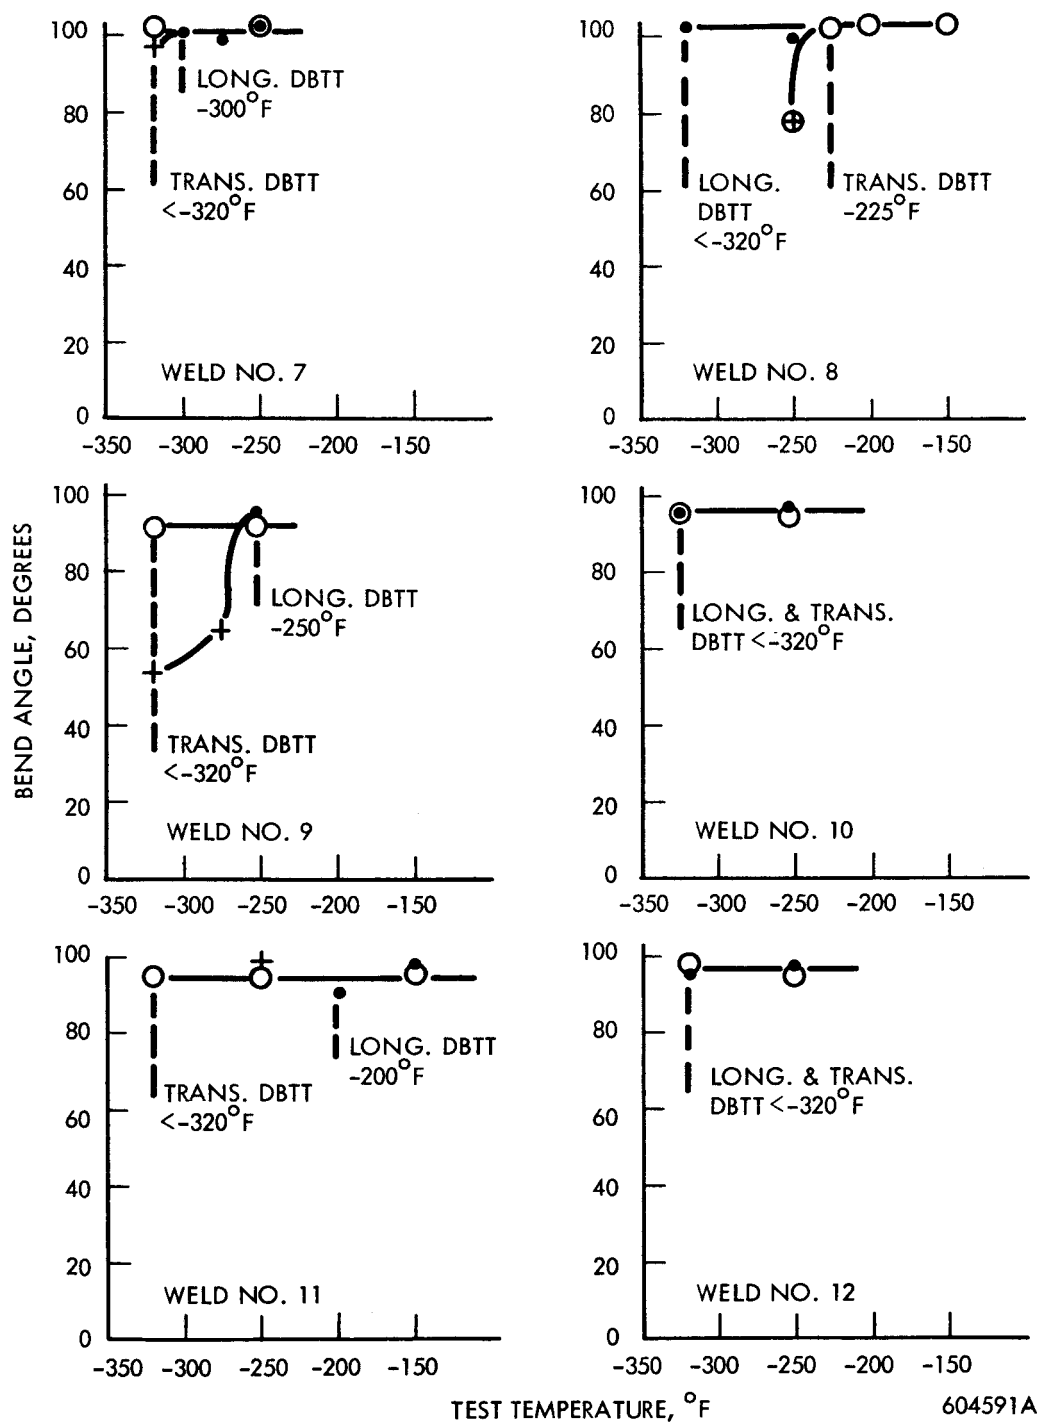 100
80
60
40
20
0
LONG. DBTT
-300°F
TRANS. DBTT
<-320°F
WELD NO. 7
-350 -300 -250 -200 -150
100
80
60
40
20
0
LONG.
DBTT
<-320°F
TRANS. DBTT
-225°F
WELD NO. 8
-350 -300 -250 -200 -150
BEND ANGLE, DEGREES
100
80
60
40
20
0
LONG. DBTT
-250°F
TRANS. DBTT
<-320°F
WELD NO. 9
-350 -300 -250 -200 -150
100
80
60
40
20
0
LONG. & TRANS.
DBTT <-320°F
WELD NO. 10
-350 -300 -250 -200 -150
100
80
60
40
20
0
LONG. DBTT
-200°F
TRANS. DBTT
<-320°F
WELD NO. 11
-350 -300 -250 -200 -150
100
80
60
40
20
0
LONG. & TRANS.
DBTT <-320°F
WELD NO. 12
-350 -300 -250 -200 -150
TEST TEMPERATURE, °F
604591A